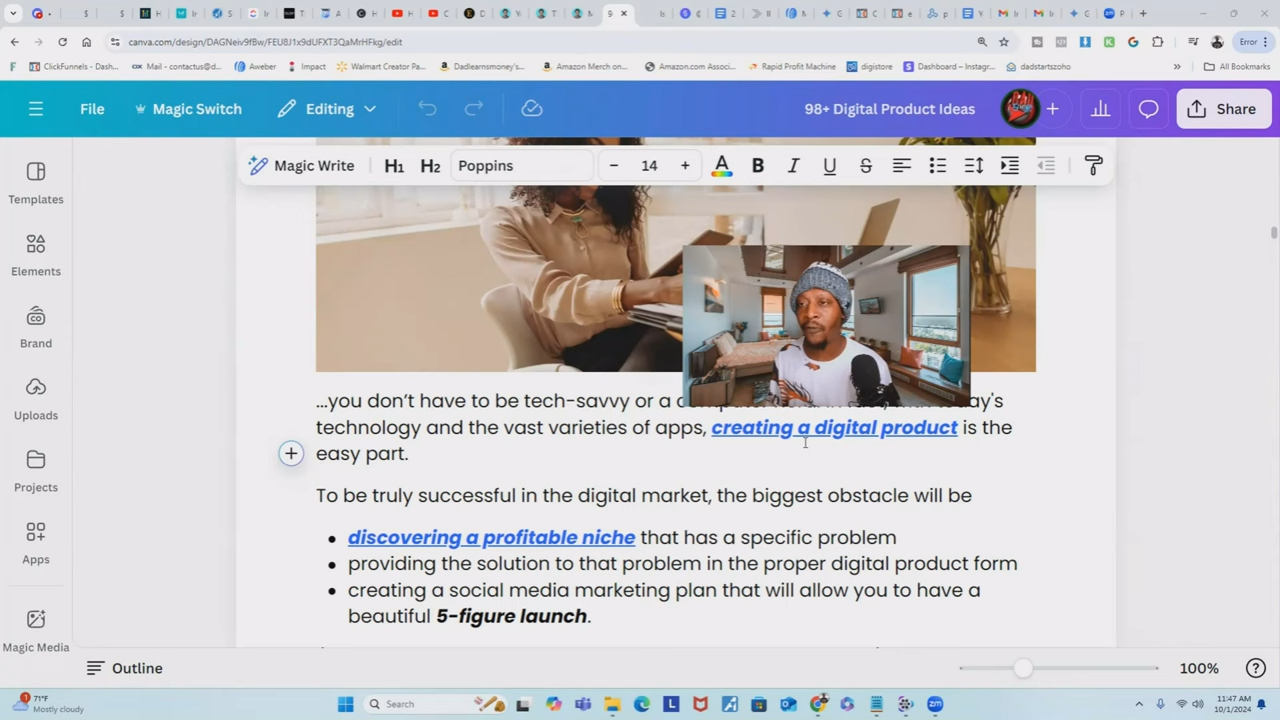 canva.com/design/DAGNeiv9fBw/FEU8J1x9dUFXT3QaMrHFkg/edit
Error
ClickFunnels - Dash...
Mail - contactus@d...
Aweber
Impact
Walmart Creator Pa...
Dadlearnsmoney's...
Amazon Merch on...
Amazon.com Associ...
Rapid Profit Machine
digistore
Dashboard – Instagr...
dadstartszoho
All Bookmarks
File
Magic Switch
Editing
98+ Digital Product Ideas
Share
Magic Write
H1
H2
Poppins
– 14 +
A B I U S
Templates
Elements
Brand
Uploads
Projects
Apps
Magic Media
...you don't have to be tech-savvy or a day's
technology and the vast varieties of apps, creating a digital product is the
easy part.
To be truly successful in the digital market, the biggest obstacle will be
• discovering a profitable niche that has a specific problem
• providing the solution to that problem in the proper digital product form
• creating a social media marketing plan that will allow you to have a
beautiful 5-figure launch.
Outline
100%
71°F
Mostly cloudy
Search
11:47 AM
10/1/2024